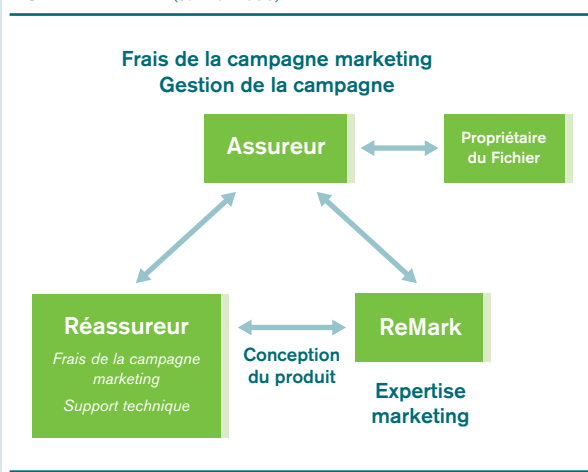 Frais de la campagne marketing
Gestion de la campagne
Assureur
Propriétaire
du Fichier
Réassureur
Frais de la campagne
marketing
Support technique
Conception
du produit
ReMark
Expertise
marketing